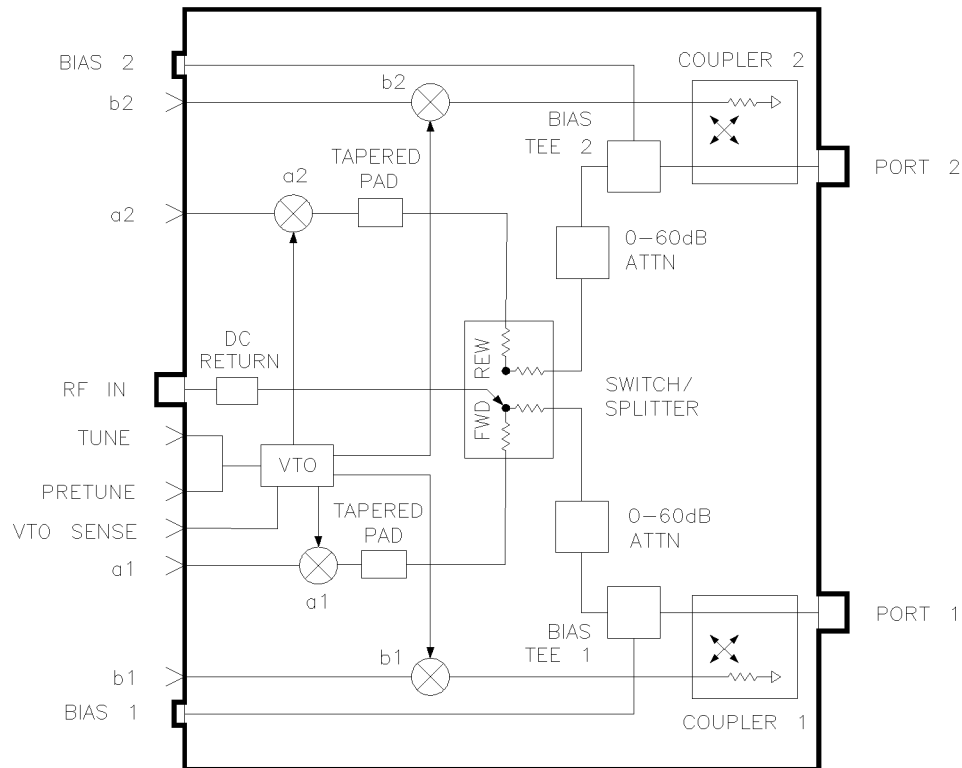 BIAS 2
COUPLER 2
b2
b2
BIAS
TEE 2
TAPERED
PAD
a2
PORT 2
a2
0-60dB
ATTN
DC
RETURN
REW
RF IN
SWITCH/
SPLITTER
FWD
TUNE
VTO
PRETUNE
VTO SENSE
TAPERED
PAD
0-60dB
ATTN
a1
a1
PORT 1
BIAS
TEE 1
b1
b1
BIAS 1
COUPLER 1